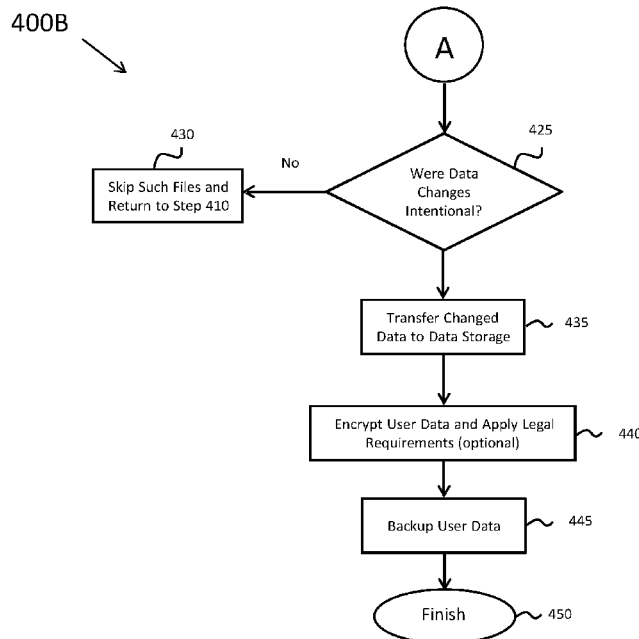 400B
A
430
425
No
Skip Such Files and
Return to Step 410
Were Data
Changes
Intentional?
Transfer Changed
Data to Data Storage
435
Encrypt User Data and Apply Legal
Requirements (optional)
440
Backup User Data
445
Finish
450